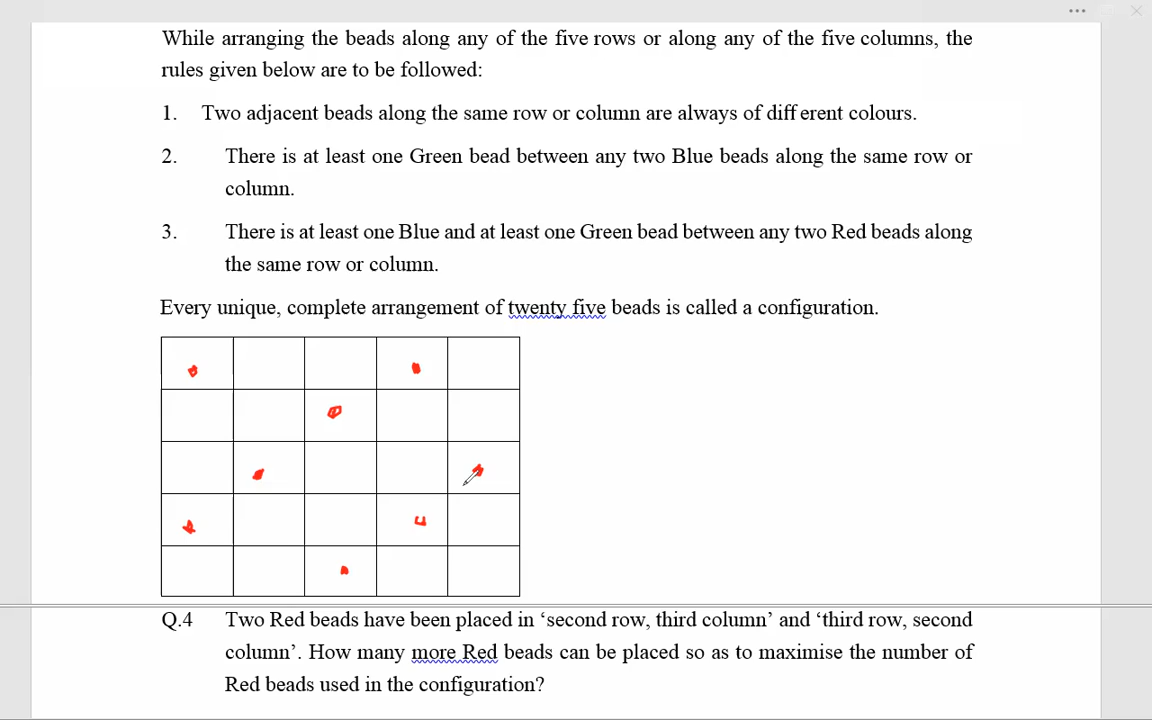 While arranging the beads along any of the five rows or along any of the five columns, the
rules given below are to be followed:
1. Two adjacent beads along the same row or column are always of different colours.
2. There is at least one Green bead between any two Blue beads along the same row or
column.
3. There is at least one Blue and at least one Green bead between any two Red beads along
the same row or column.
Every unique, complete arrangement of twenty five beads is called a configuration.
Q.4 Two Red beads have been placed in ‘second row, third column’ and ‘third row, second
column’. How many more Red beads can be placed so as to maximise the number of
Red beads used in the configuration?